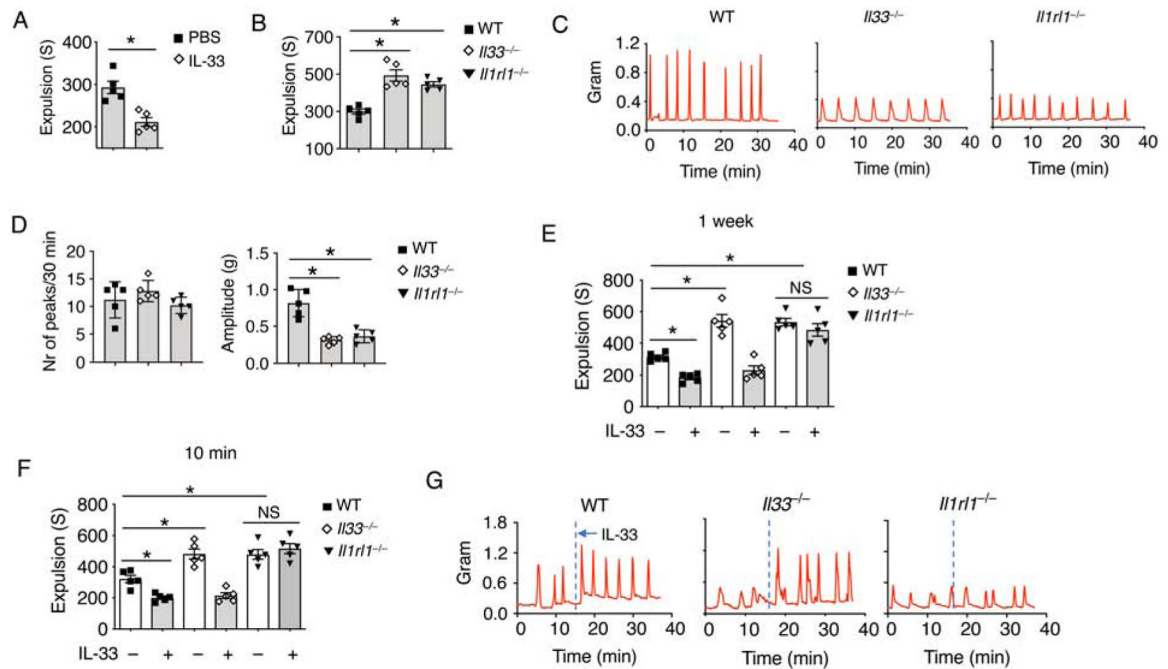 A
Expulsion (S)
400
300
200
*
PBS
IL-33
B
Expulsion (S)
700
500
300
100
*
*
WT
Il33–/–
Il1rl1–/–
C
WT
Il33–/–
Il1rl1–/–
Gram
1.2
0.8
0.4
0.0
0 10 20 30 40
0 10 20 30 40
0 10 20 30 40
Time (min)
Time (min)
Time (min)
D
Nr of peaks/30 min
20
15
10
5
0
Amplitude (g)
1.5
1.0
0.5
0.0
*
*
WT
Il33–/–
Il1rl1–/–
E
1 week
Expulsion (S)
800
600
400
200
0
*
*
*
NS
WT
Il33–/–
Il1rl1–/–
IL-33 – + – + – +
F
10 min
Expulsion (S)
800
600
400
200
0
*
*
*
NS
WT
Il33–/–
Il1rl1–/–
IL-33 – + – + – +
G
WT
Il33–/–
Il1rl1–/–
IL-33
Gram
1.8
1.2
0.6
0.0
0 10 20 30 40
0 10 20 30 40
0 10 20 30 40
Time (min)
Time (min)
Time (min)